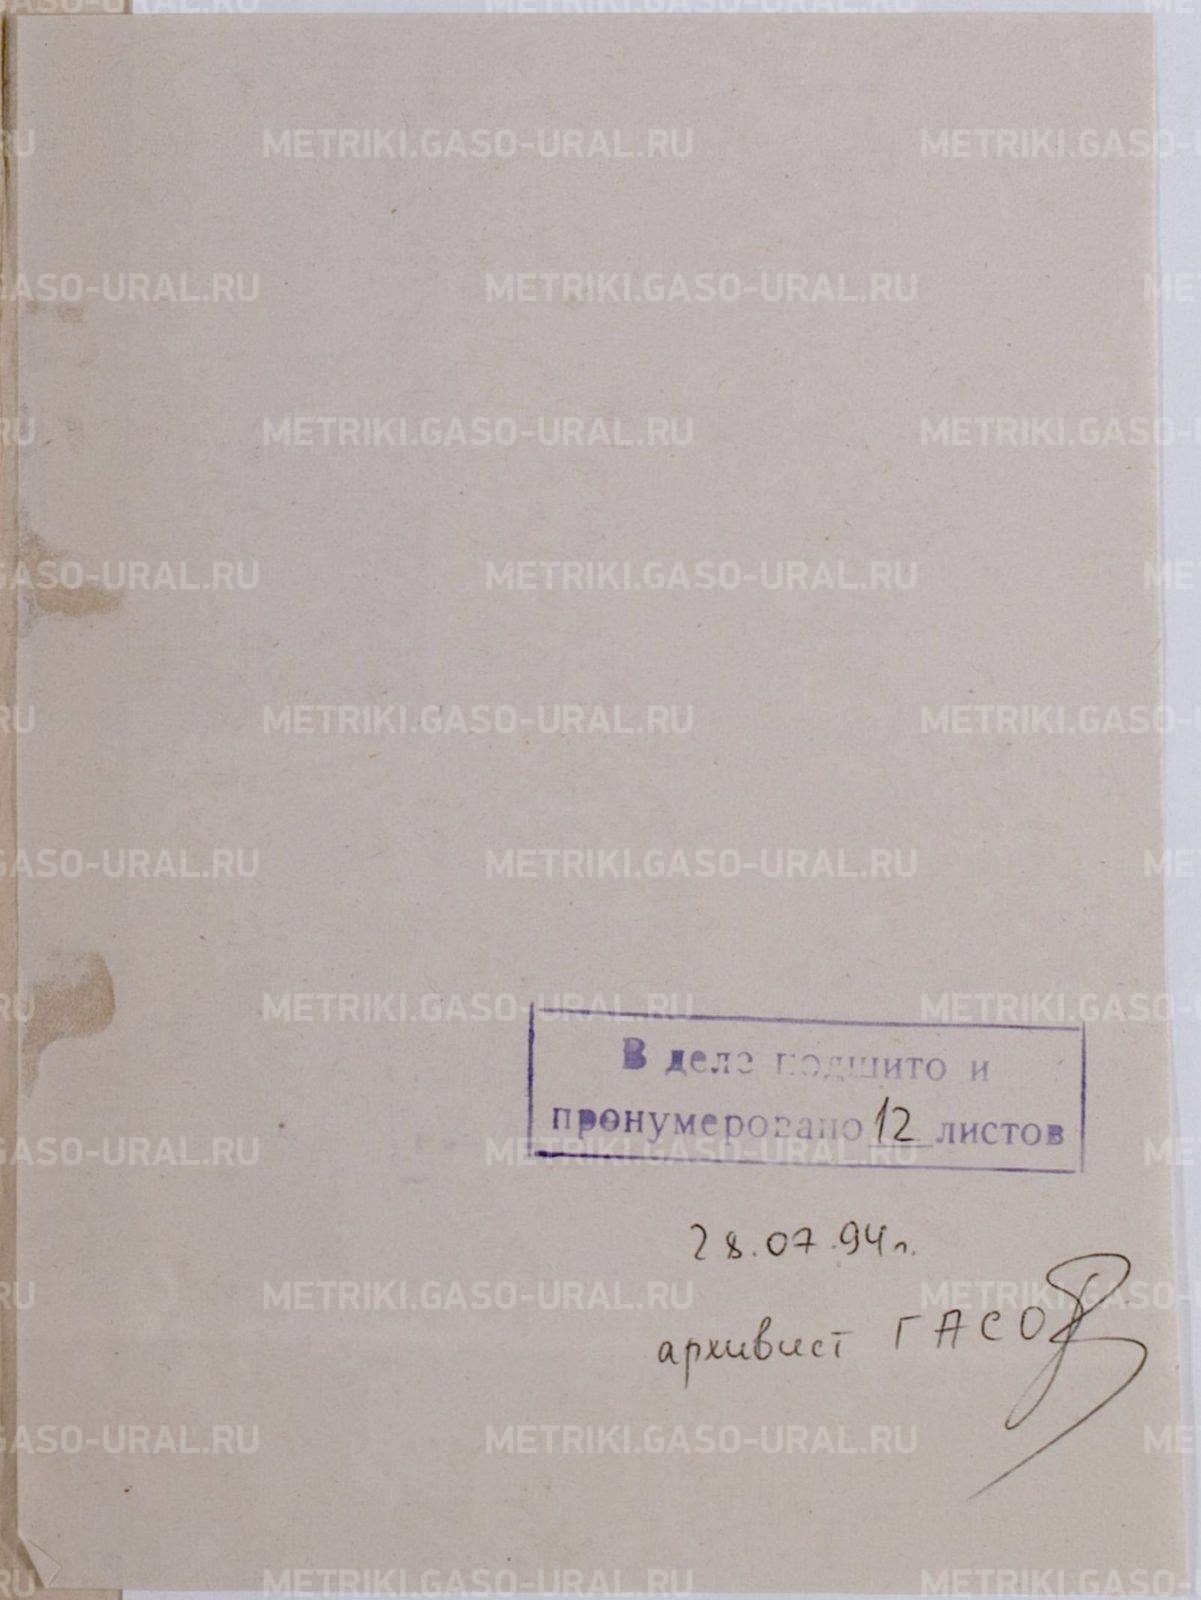 В деле подшито и
пронумеровано 12 листов
28.07.94г.
архивист ГАСО
METRIKI.GASO-URAL.RU